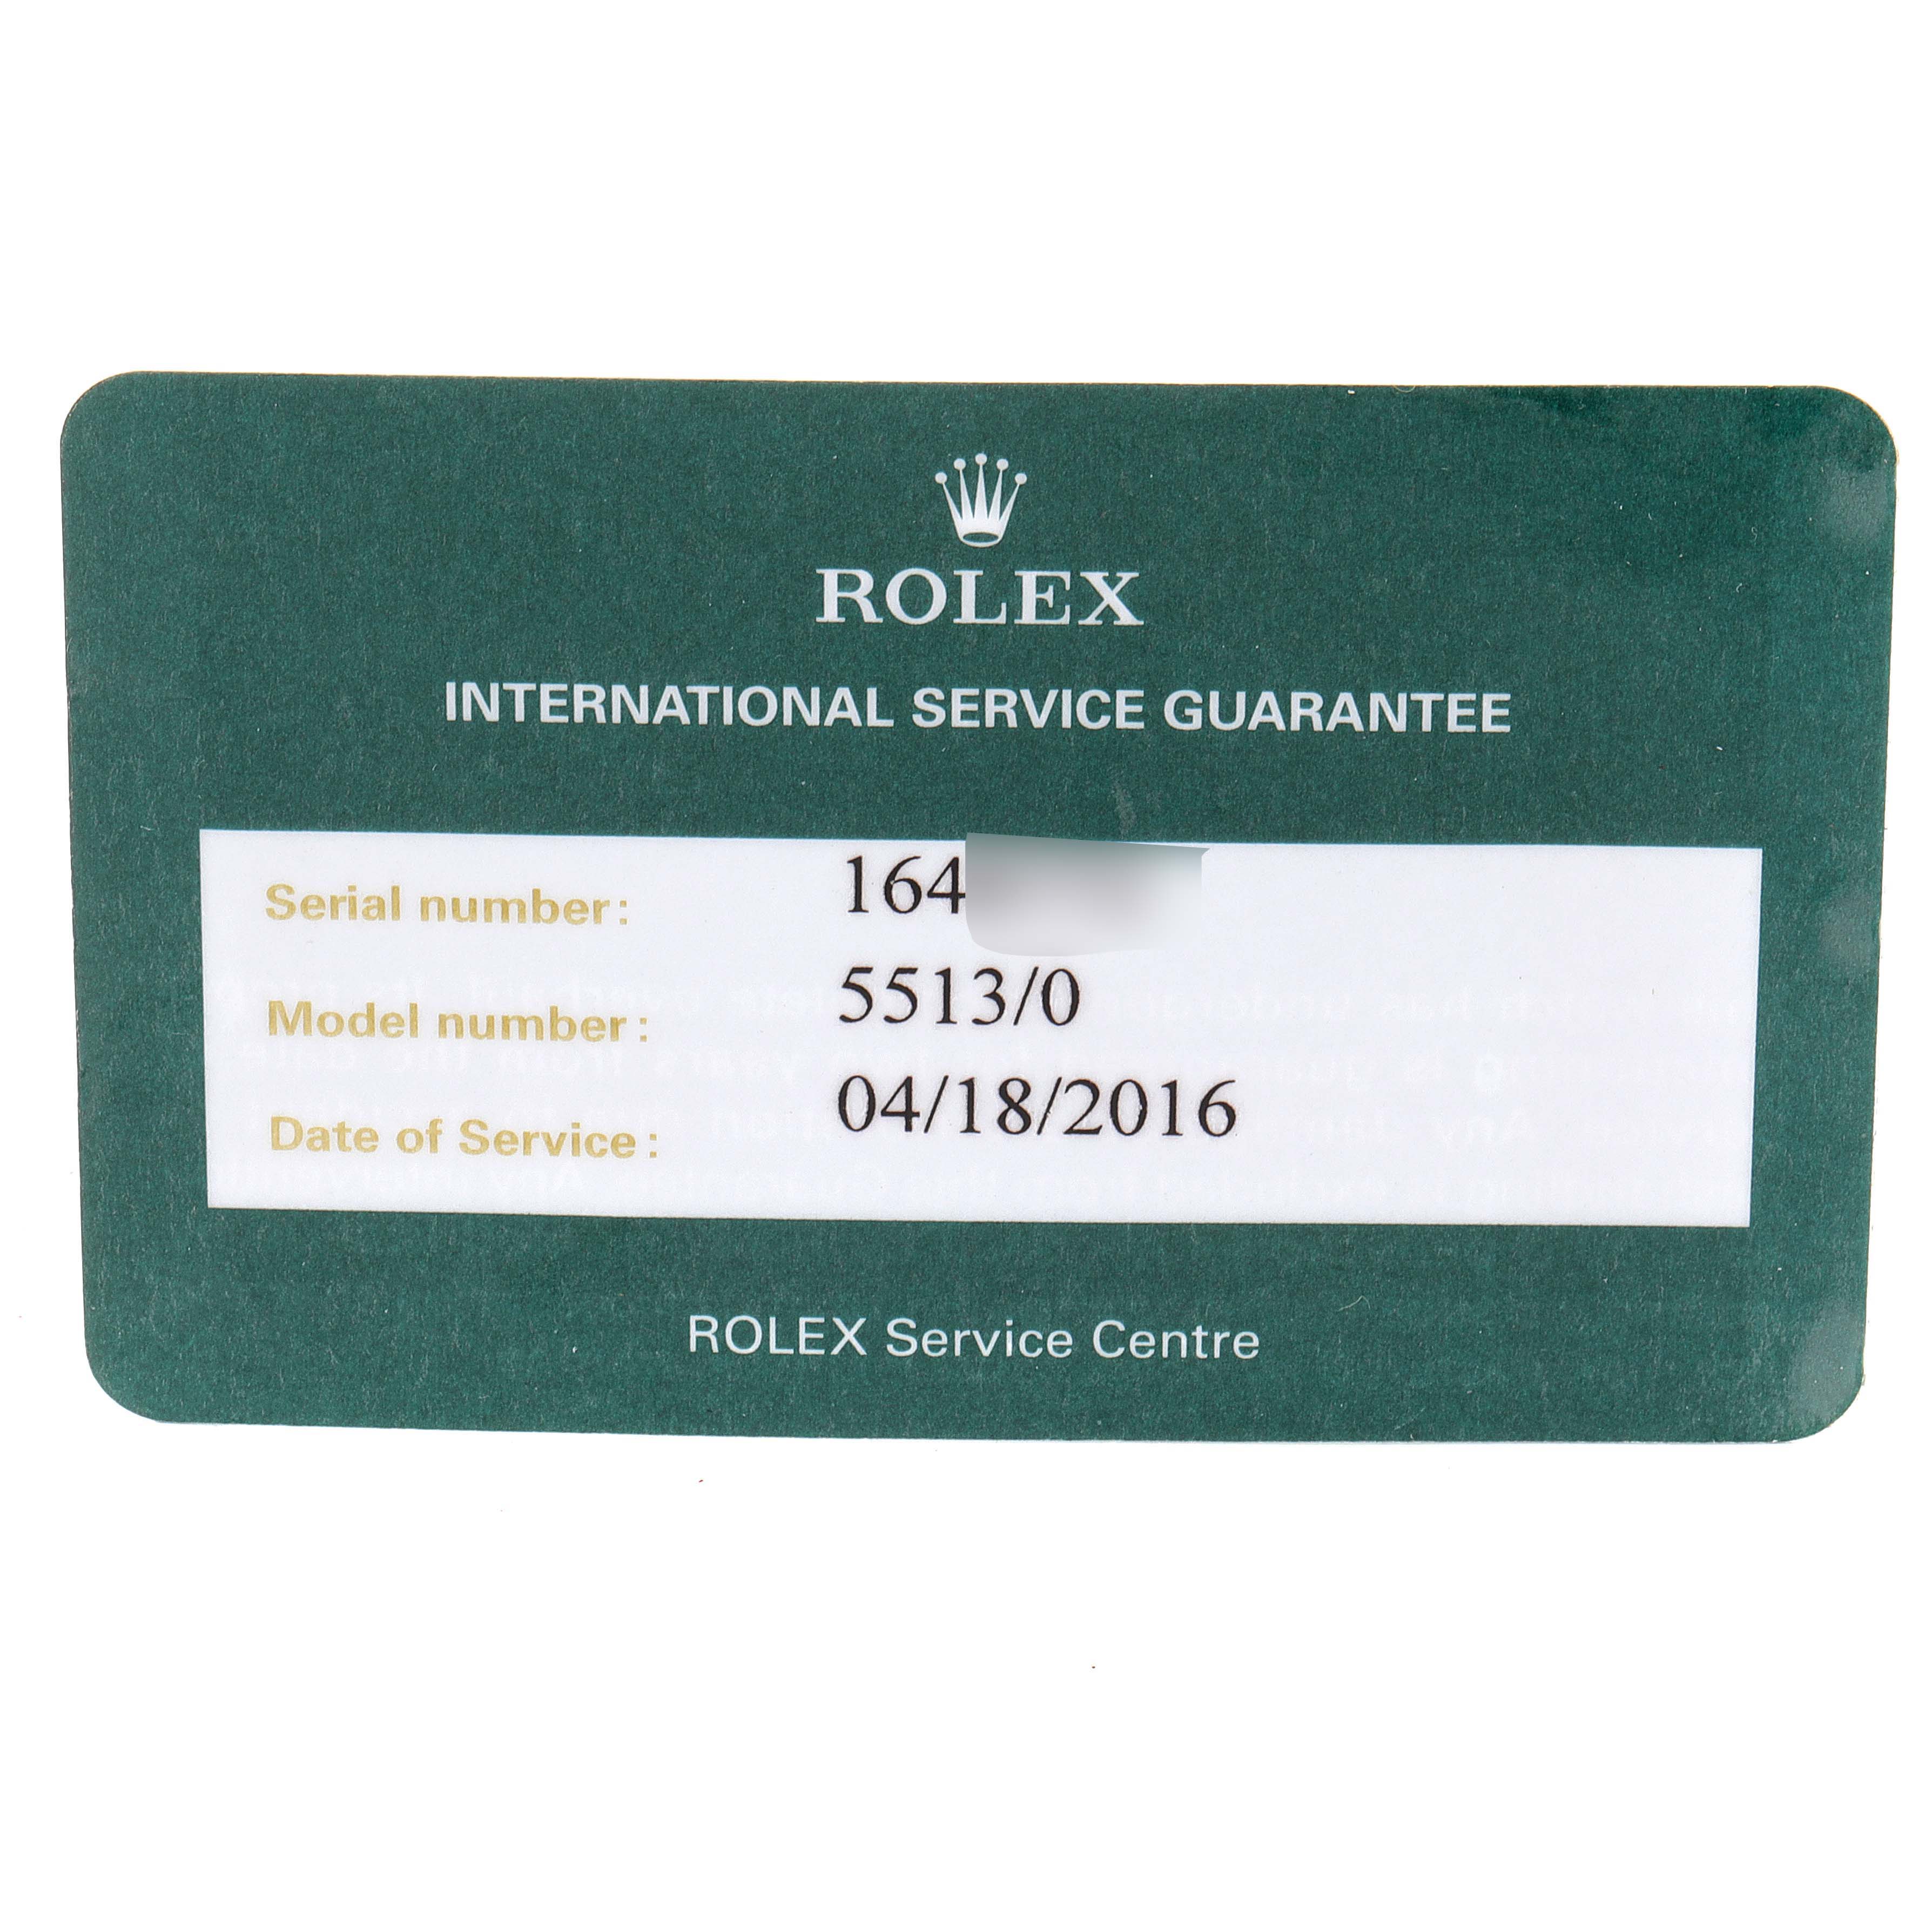 ROLEX
INTERNATIONAL SERVICE GUARANTEE
Serial number: 164
Model number: 5513/0
Date of Service: 04/18/2016
ROLEX Service Centre